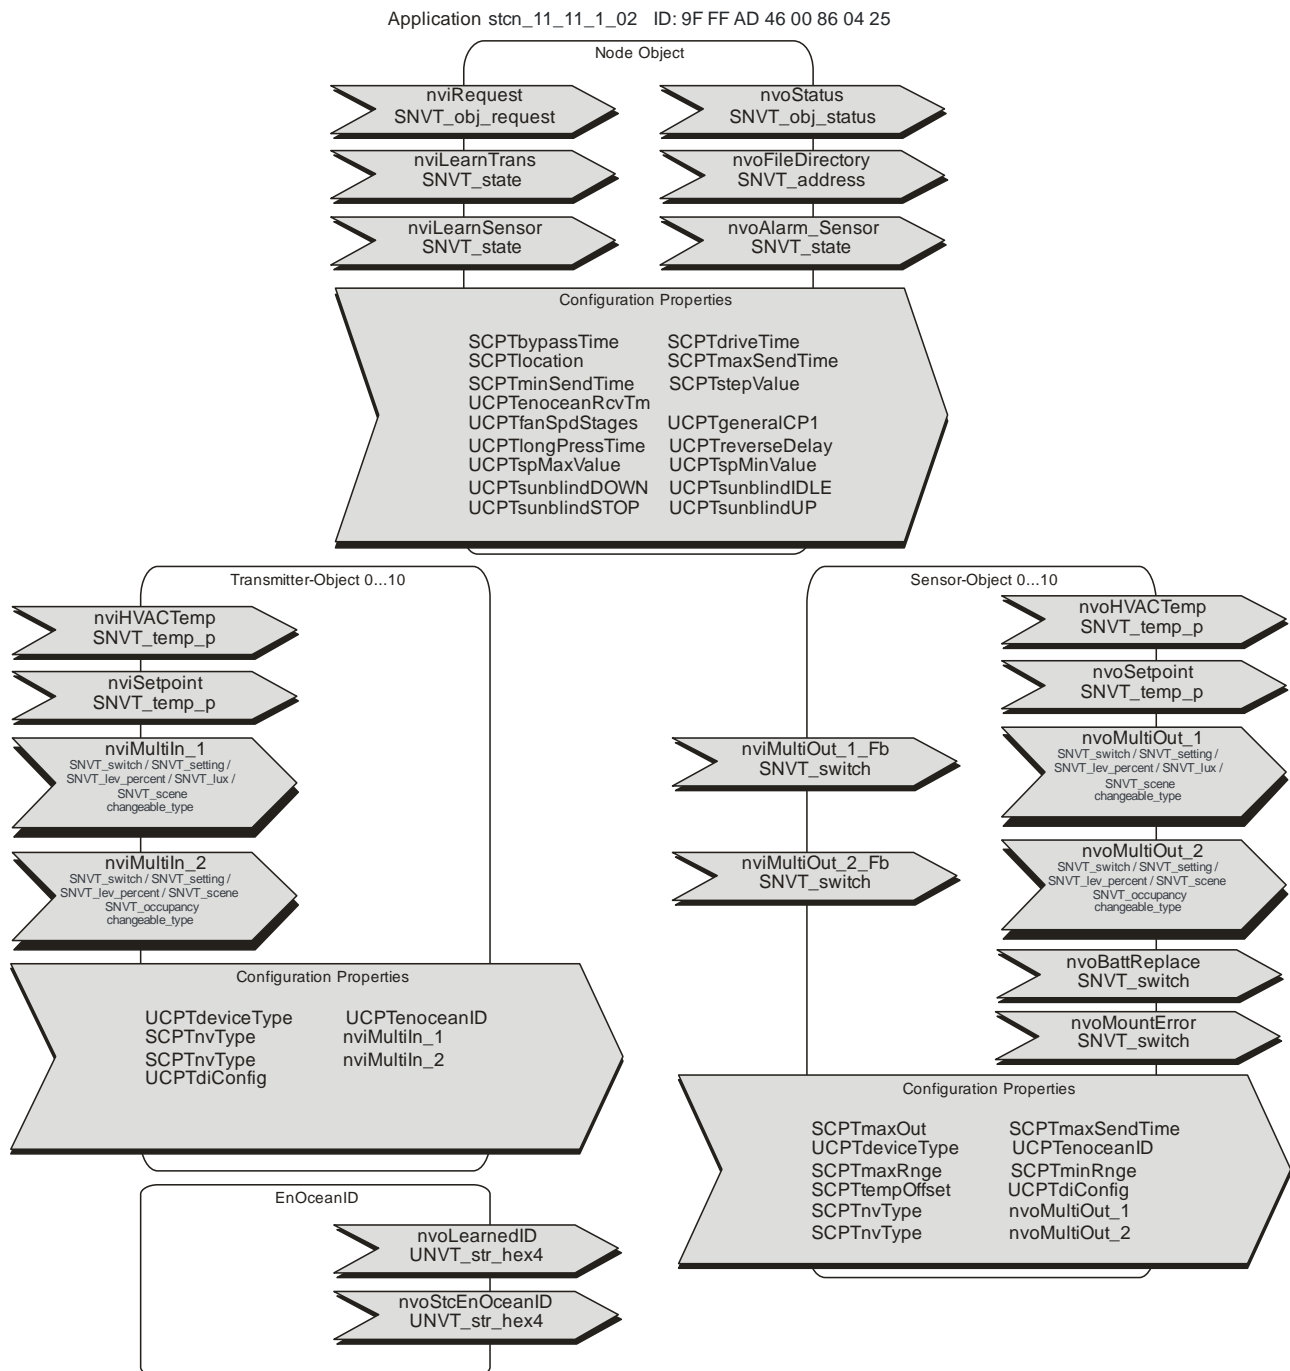 Application stcn_11_11_1_02   ID: 9F FF AD 46 00 86 04 25
Node Object
nviRequest
SNVT_obj_request
nvoStatus
SNVT_obj_status
nviLearnTrans
SNVT_state
nvoFileDirectory
SNVT_address
nviLearnSensor
SNVT_state
nvoAlarm_Sensor
SNVT_state
Configuration Properties
SCPTbypassTime SCPTdriveTime
SCPTlocation SCPTmaxSendTime
SCPTminSendTime SCPTstepValue
UCPTenoceanRcvTm
UCPTfanSpdStages UCPTgeneralCP1
UCPTlongPressTime UCPTreverseDelay
UCPTspMaxValue UCPTspMinValue
UCPTsunblindDOWN UCPTsunblindIDLE
UCPTsunblindSTOP UCPTsunblindUP
Transmitter-Object 0...10
nviHVACTemp
SNVT_temp_p
nviSetpoint
SNVT_temp_p
nviMultiIn_1
SNVT_switch / SNVT_setting /
SNVT_lev_percent / SNVT_lux /
SNVT_scene
changeable_type
nviMultiIn_2
SNVT_switch / SNVT_setting /
SNVT_lev_percent / SNVT_scene
SNVT_occupancy
changeable_type
Configuration Properties
UCPTdeviceType UCPTenoceanID
SCPTnvType nviMultiIn_1
SCPTnvType nviMultiIn_2
UCPTdiConfig
EnOceanID
nvoLearnedID
UNVT_str_hex4
nvoStcEnOceanID
UNVT_str_hex4
Sensor-Object 0...10
nvoHVACTemp
SNVT_temp_p
nvoSetpoint
SNVT_temp_p
nviMultiOut_1_Fb
SNVT_switch
nvoMultiOut_1
SNVT_switch / SNVT_setting /
SNVT_lev_percent / SNVT_lux /
SNVT_scene
changeable_type
nviMultiOut_2_Fb
SNVT_switch
nvoMultiOut_2
SNVT_switch / SNVT_setting /
SNVT_lev_percent / SNVT_scene
SNVT_occupancy
changeable_type
nvoBattReplace
SNVT_switch
nvoMountError
SNVT_switch
Configuration Properties
SCPTmaxOut SCPTmaxSendTime
UCPTdeviceType UCPTenoceanID
SCPTmaxRnge SCPTminRnge
SCPTtempOffset UCPTdiConfig
SCPTnvType nvoMultiOut_1
SCPTnvType nvoMultiOut_2